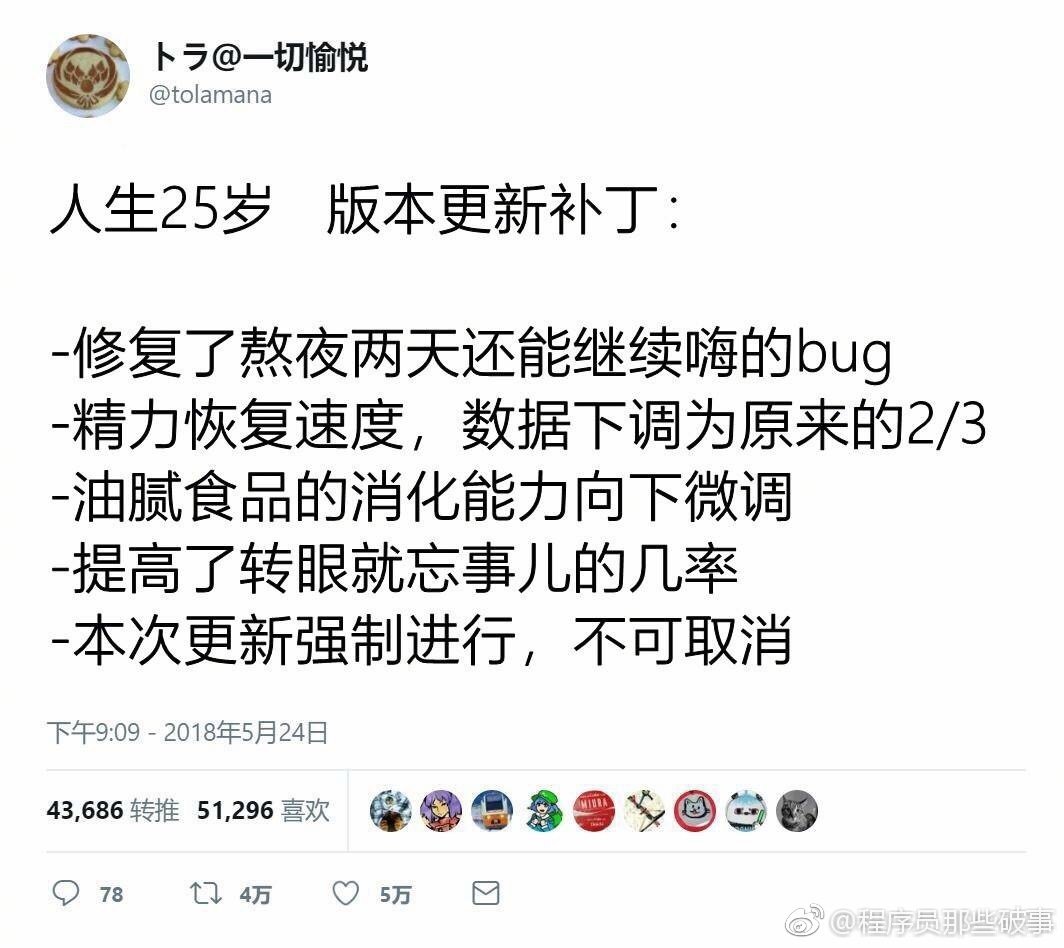 トラ@一切愉悦
@tolamana
人生25岁 版本更新补丁：
-修复了熬夜两天还能继续嗨的bug
-精力恢复速度，数据下调为原来的2/3
-油腻食品的消化能力向下微调
-提高了转眼就忘事儿的几率
-本次更新强制进行，不可取消
下午9:09 - 2018年5月24日
43,686 转推 51,296 喜欢
MIURA
78 4万 5万
@程序员那些破事